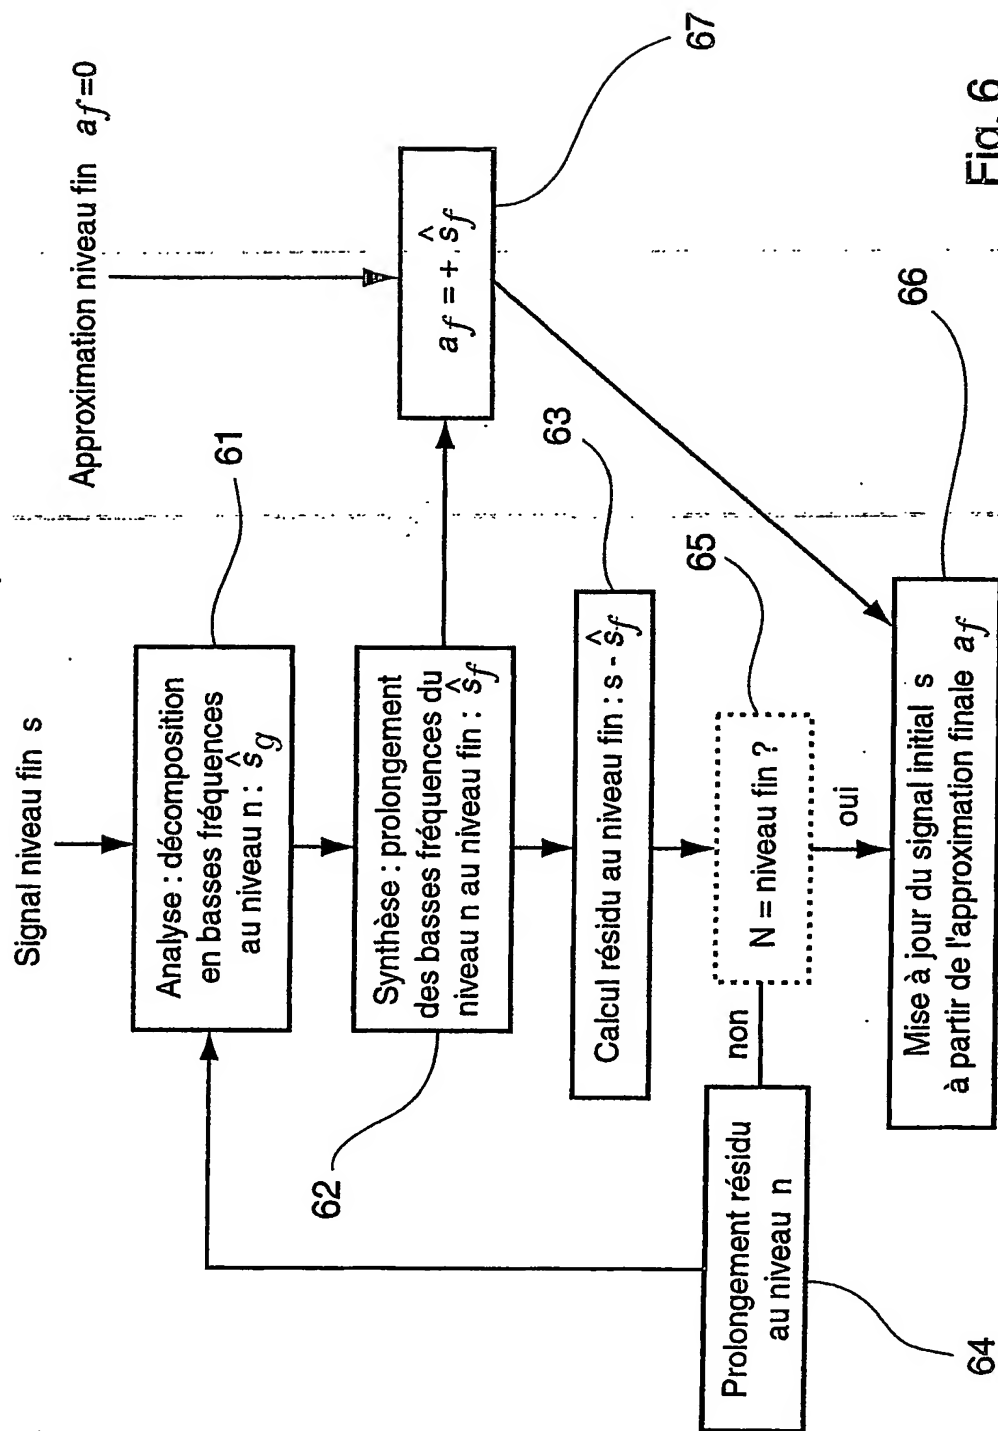 Signal niveau fin s
Approximation niveau fin af=0
61
Analyse : décomposition
en basses fréquences
au niveau n : ŝg
62
Synthèse : prolongement
des basses fréquences du
niveau n au niveau fin : ŝf
67
af = + ŝf
63
Calcul résidu au niveau fin : s - ŝf
65
N = niveau fin ?
non
oui
64
Prolongement résidu
au niveau n
66
Mise à jour du signal initial s
à partir de l'approximation finale af
Fig. 6